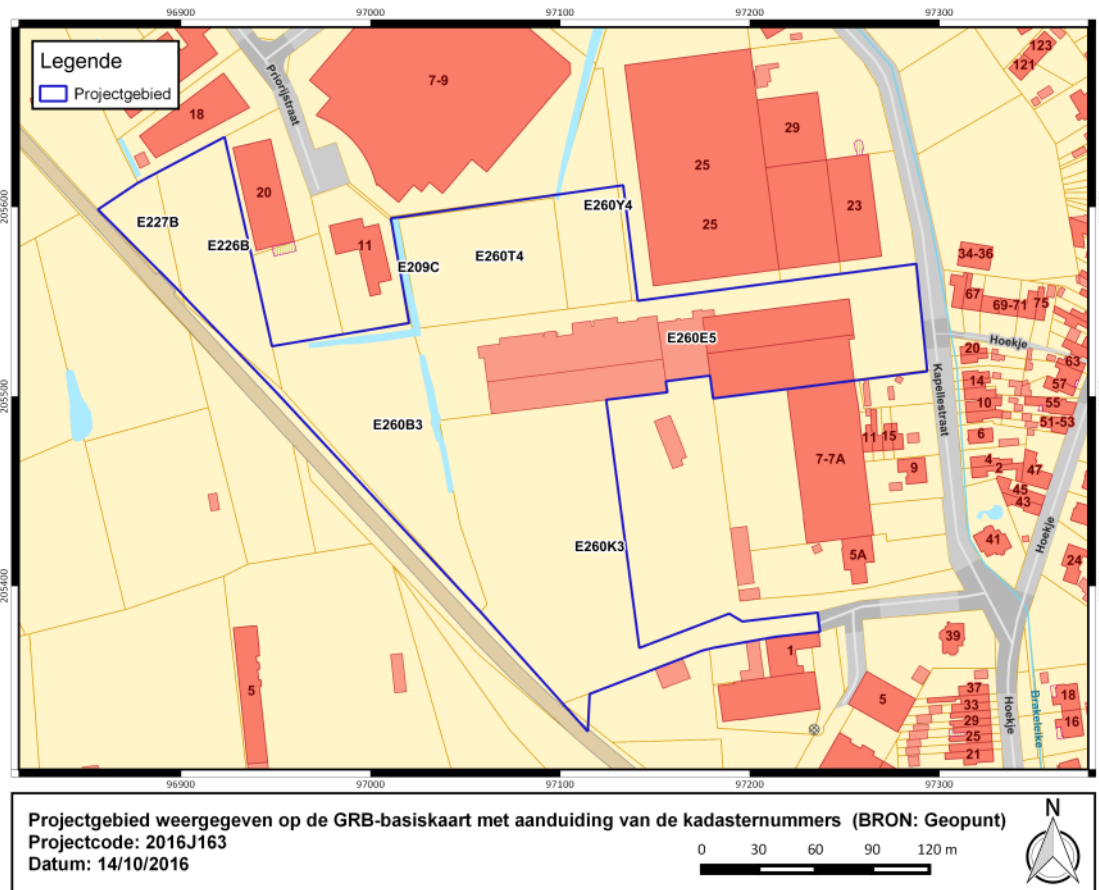 96900 97000 97100 97200 97300
Legende
Projectgebied
123
121
7-9
Priorijstraat
18
29
25
20
25
23
205600
E227B
E226B
E260Y4
11
E209C
E260T4
34-36
67
69-71
75
E260E5
Hoekje
20
63
14
57
10
55
51-53
205500
Kapellestraat
E260B3
11
15
6
7-7A
9
4
2
47
45
43
E260K3
5A
41
Hoekje
24
205400
39
1
5
5
37
33
29
25
21
Hoekje
Brakeleike
18
16
96900 97000 97100 97200 97300
Projectgebied weergegeven op de GRB-basiskaart met aanduiding van de kadasternummers (BRON: Geopunt)
Projectcode: 2016J163
Datum: 14/10/2016
0 30 60 90 120 m
N